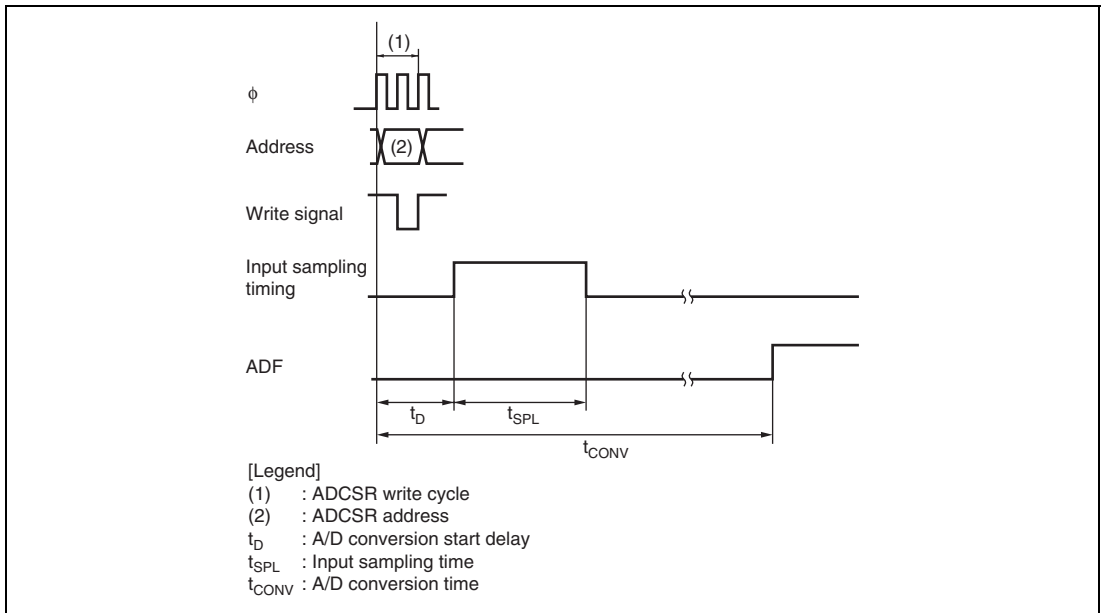 (1)
φ
Address
(2)
Write signal
Input sampling
timing
ADF
tD
tSPL
tCONV
[Legend]
(1) : ADCSR write cycle
(2) : ADCSR address
tD : A/D conversion start delay
tSPL : Input sampling time
tCONV : A/D conversion time